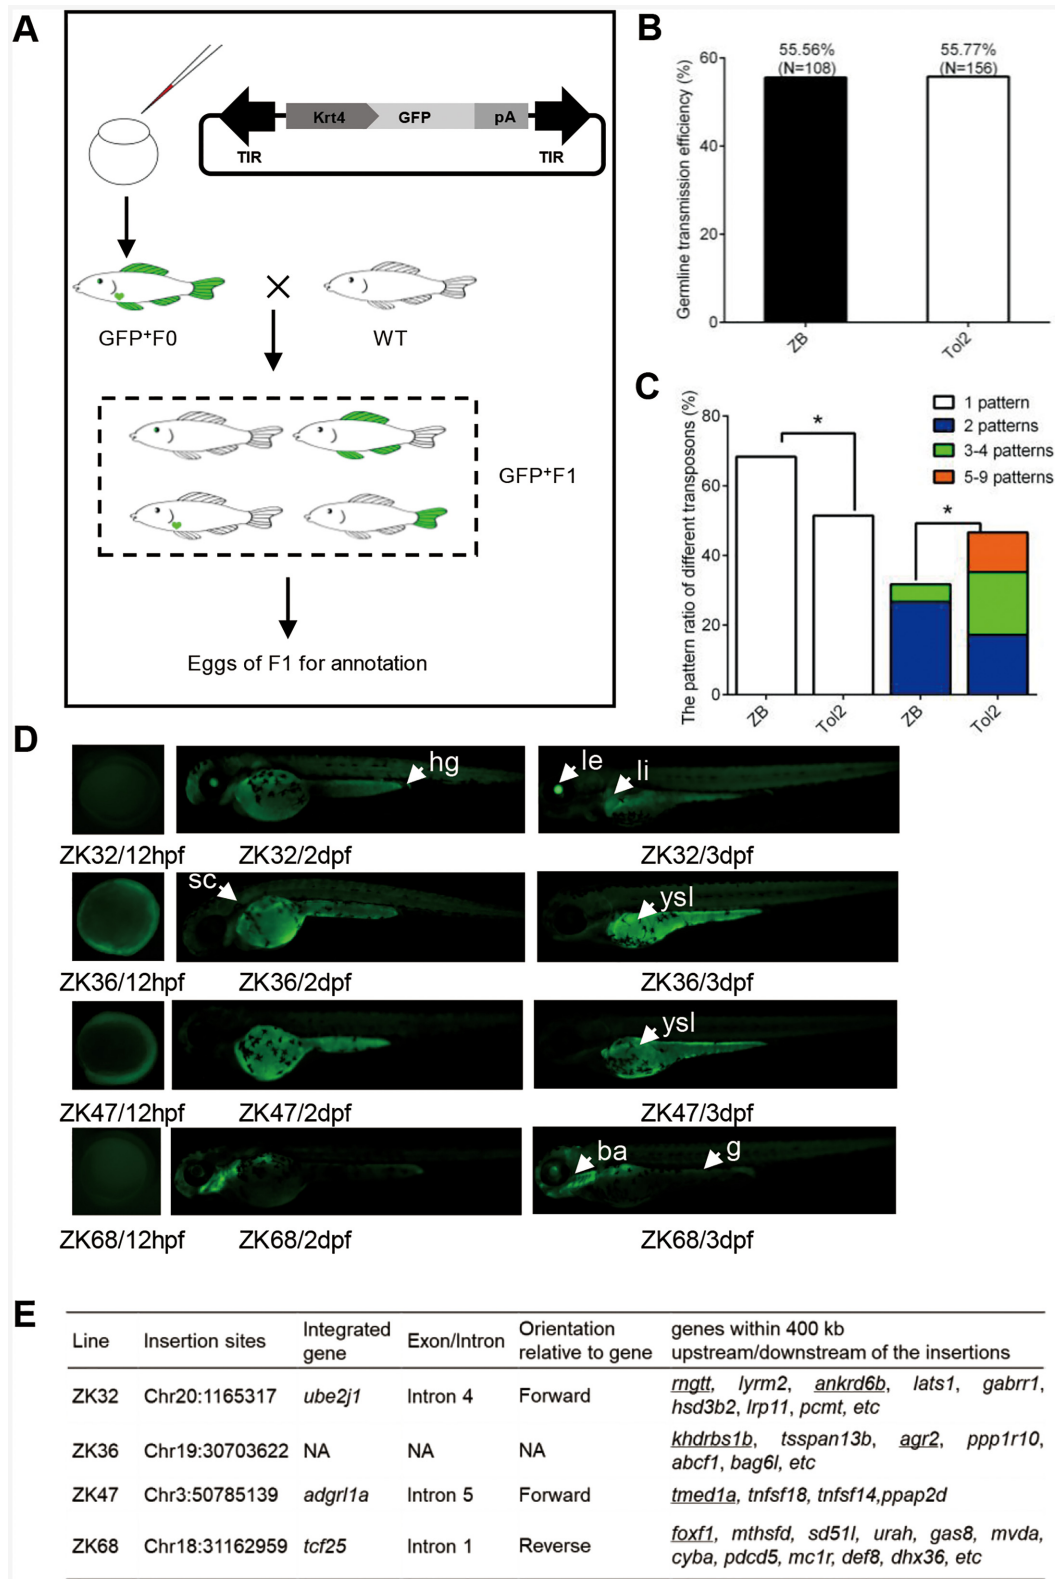 A
Krt4 GFP pA
TIR TIR
GFP+F0 WT
GFP+F1
Eggs of F1 for annotation
B
55.56% 55.77%
(N=108) (N=156)
Germline transmission efficiency (%)
60
40
20
0
ZB Tol2
C
The pattern ratio of different transposons (%)
80
60
40
20
0
* *
1 pattern
2 patterns
3-4 patterns
5-9 patterns
ZB Tol2 ZB Tol2
D
hg le li
ZK32/12hpf ZK32/2dpf ZK32/3dpf
sc ysl
ZK36/12hpf ZK36/2dpf ZK36/3dpf
ysl
ZK47/12hpf ZK47/2dpf ZK47/3dpf
ba g
ZK68/12hpf ZK68/2dpf ZK68/3dpf
E
Line Insertion sites Integrated gene Exon/Intron Orientation relative to gene genes within 400 kb upstream/downstream of the insertions
ZK32 Chr20:1165317 ube2j1 Intron 4 Forward rngtt, lyrm2, ankrd6b, lats1, gabrr1,
hsd3b2, lrp11, pcmt, etc
ZK36 Chr19:30703622 NA NA NA khdrbs1b, tsspan13b, agr2, ppp1r10,
abcf1, bag6l, etc
ZK47 Chr3:50785139 adgrl1a Intron 5 Forward tmed1a, tnfsf18, tnfsf14,ppap2d
ZK68 Chr18:31162959 tcf25 Intron 1 Reverse foxf1, mthsfd, sd51l, urah, gas8, mvda,
cyba, pdcd5, mc1r, def8, dhx36, etc